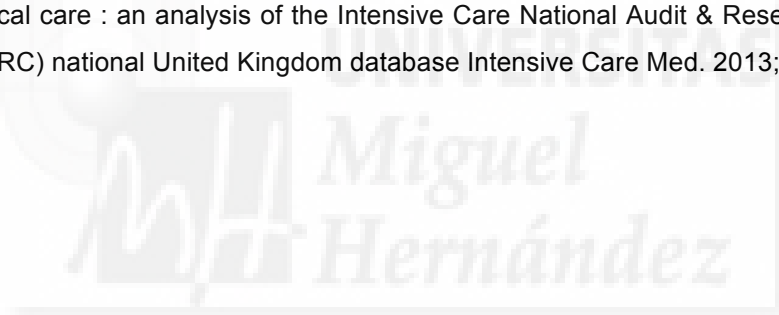 cal care : an analysis of the Intensive Care National Audit & Rese
RC) national United Kingdom database Intensive Care Med. 2013;
UNIVERSITAS
Miguel
Hernández